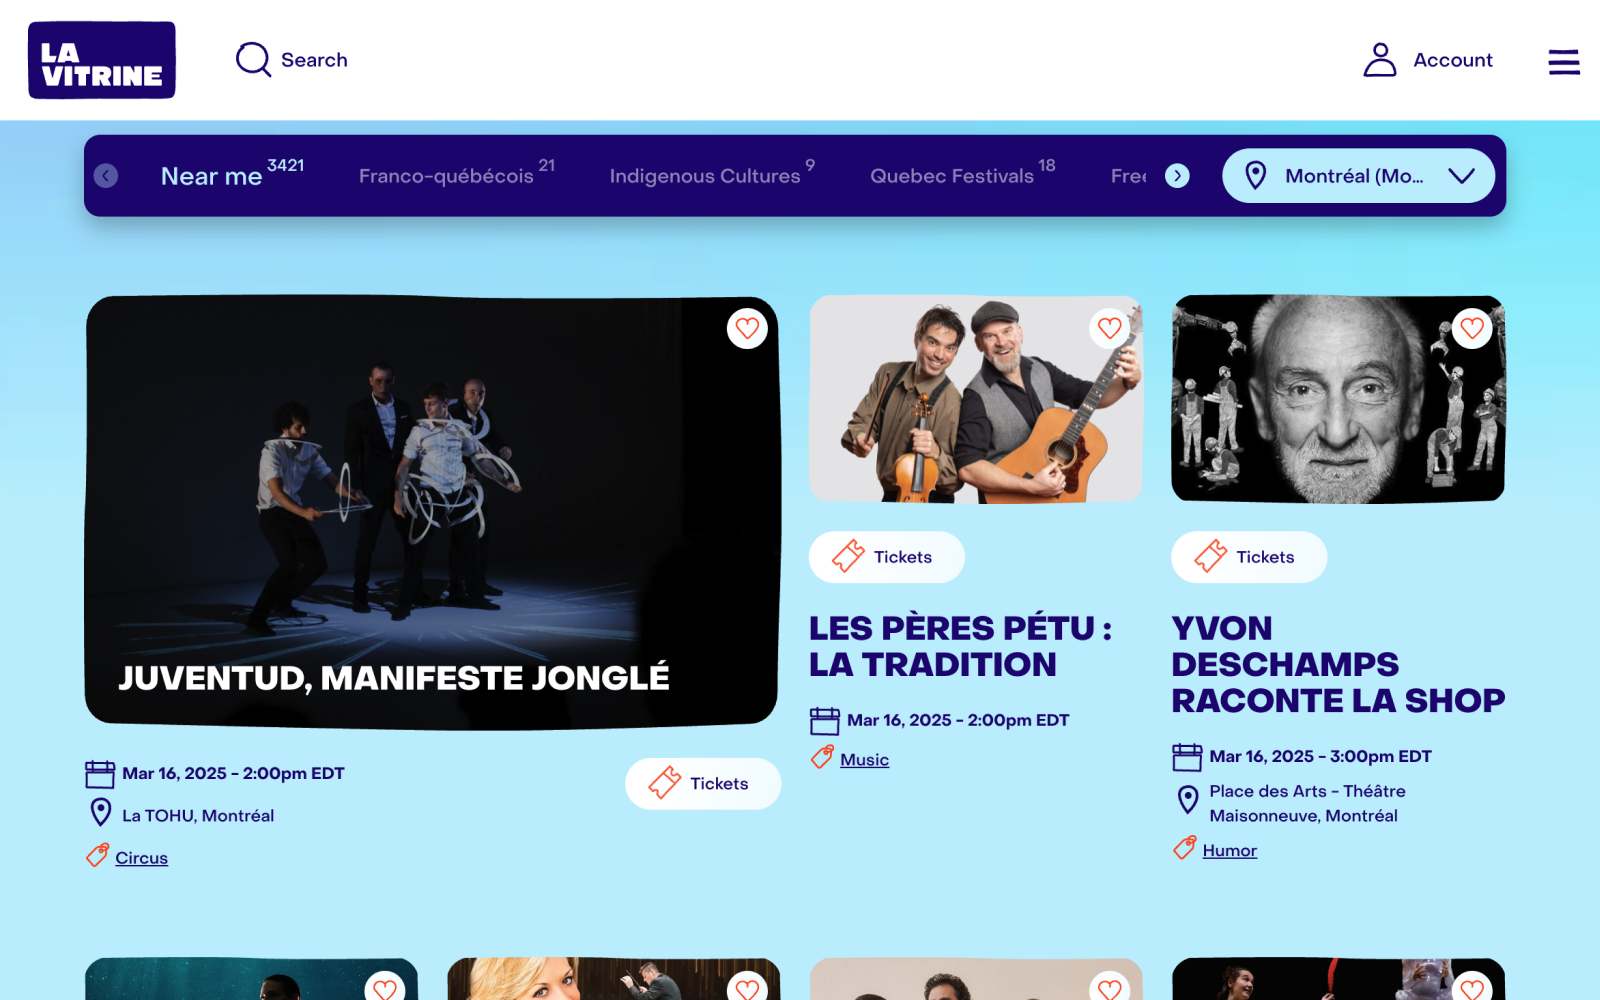 LA
VITRINE
Search
Account
Near me 3421
Franco-québécois 21
Indigenous Cultures 9
Quebec Festivals 18
Free
Montréal (Mo...
JUVENTUD, MANIFESTE JONGLÉ
Mar 16, 2025 - 2:00pm EDT
La TOHU, Montréal
Circus
Tickets
Tickets
LES PÈRES PÉTU :
LA TRADITION
Mar 16, 2025 - 2:00pm EDT
Music
Tickets
YVON
DESCHAMPS
RACONTE LA SHOP
Mar 16, 2025 - 3:00pm EDT
Place des Arts - Théâtre
Maisonneuve, Montréal
Humor